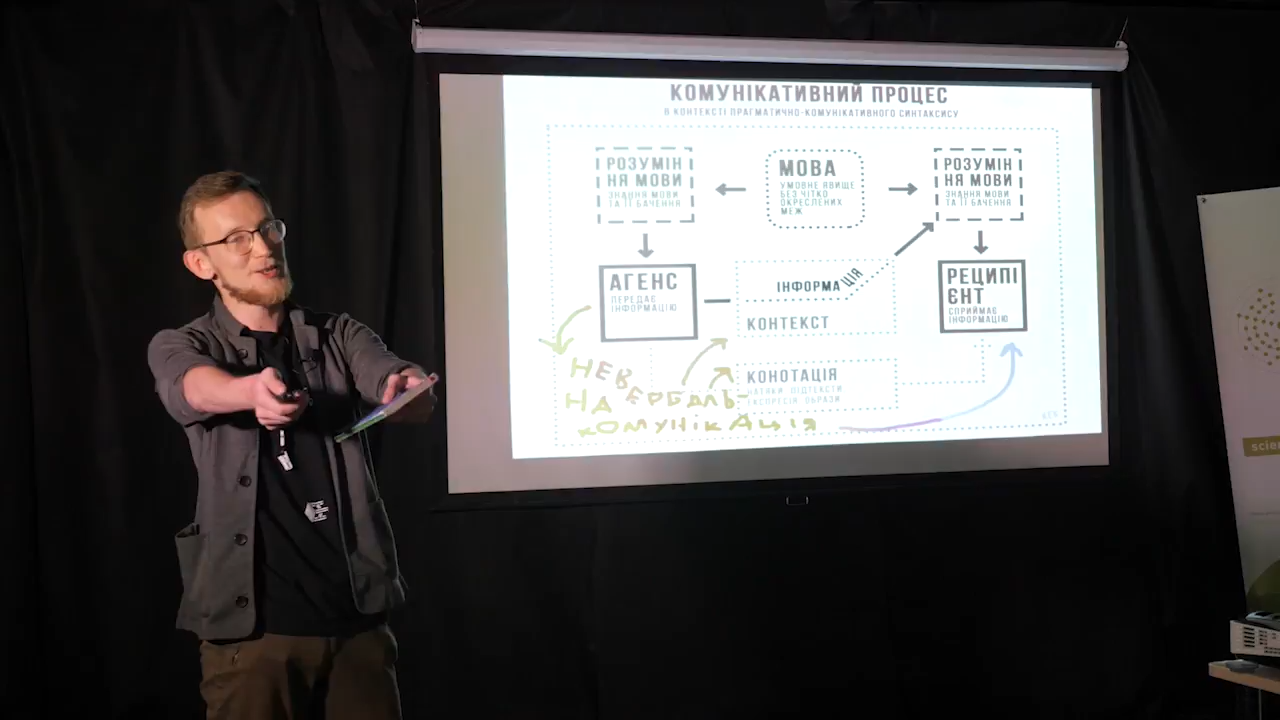 КОМУНІКАТИВНИЙ ПРОЦЕС
В КОНТЕКСТІ ПРАГМАТИЧНО-КОМУНІКАТИВНОГО СИНТАКСИСУ
РОЗУМІН
НЯ МОВИ
ЗНАННЯ МОВИ
ТА ЇЇ БАЧЕННЯ
МОВА
УМОВНЕ ЯВИЩЕ
БЕЗ ЧІТКО
ОКРЕСЛЕНИХ
МЕЖ
РОЗУМІН
НЯ МОВИ
ЗНАННЯ МОВИ
ТА ЇЇ БАЧЕННЯ
АГЕНС
ПЕРЕДАЄ
ІНФОРМАЦІЮ
ІНФОРМАЦІЯ
КОНТЕКСТ
РЕЦИПІ
ЄНТ
СПРИЙМАЄ
ІНФОРМАЦІЮ
КОНОТАЦІЯ
НАТЯКИ ПІДТЕКСТИ
ЕКСПРЕСІЯ ОБРАЗИ
НЕВЕРБАЛЬ-
НА
КОМУНІКАЦІЯ
scien